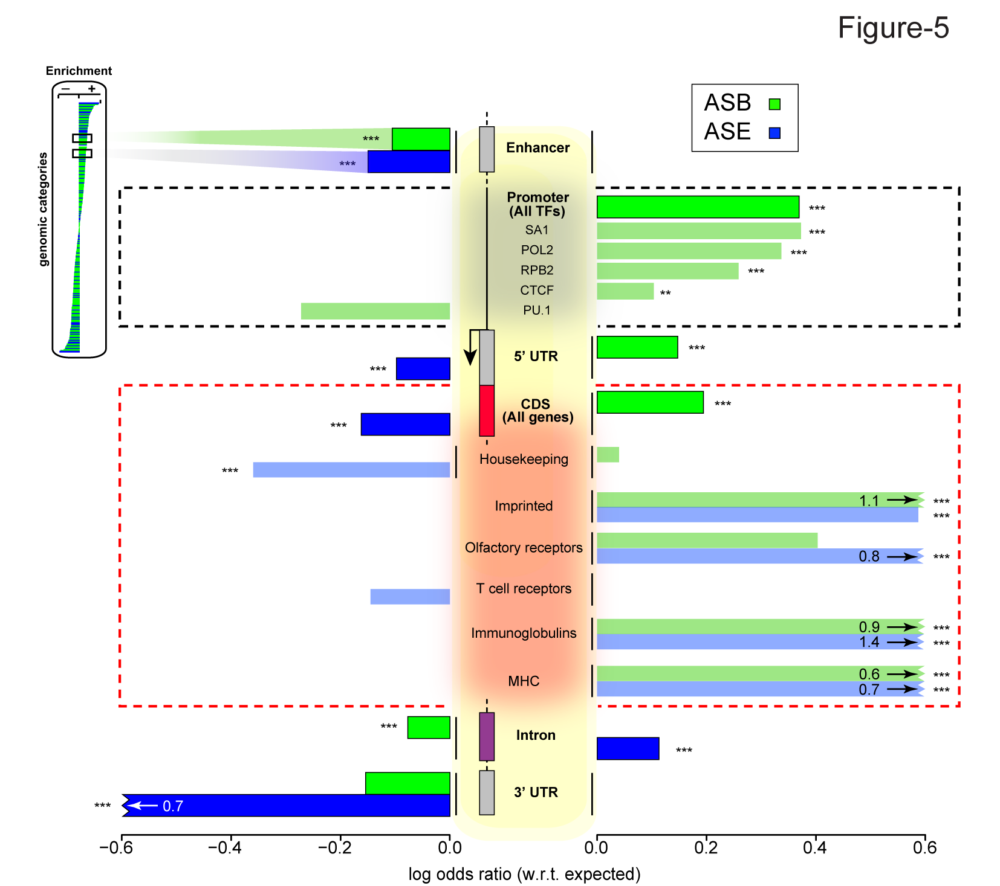 Figure-5
Enrichment
– +
genomic categories
ASB
ASE
*** Enhancer
***
Promoter
(All TFs) ***
SA1 ***
POL2 ***
RPB2 ***
CTCF **
PU.1
5’ UTR ***
***
CDS ***
(All genes)
***
Housekeeping
***
Imprinted 1.1 ***
***
Olfactory receptors
0.8 ***
T cell receptors
Immunoglobulins 0.9 ***
1.4 ***
MHC 0.6 ***
0.7 ***
*** Intron
***
3’ UTR
*** 0.7
−0.6 −0.4 −0.2 0.0 0.0 0.2 0.4 0.6
log odds ratio (w.r.t. expected)